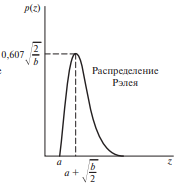 p(z)
0,607 √(2/b)
е
Распределение
Рэлея
a
z
a + √(b/2)